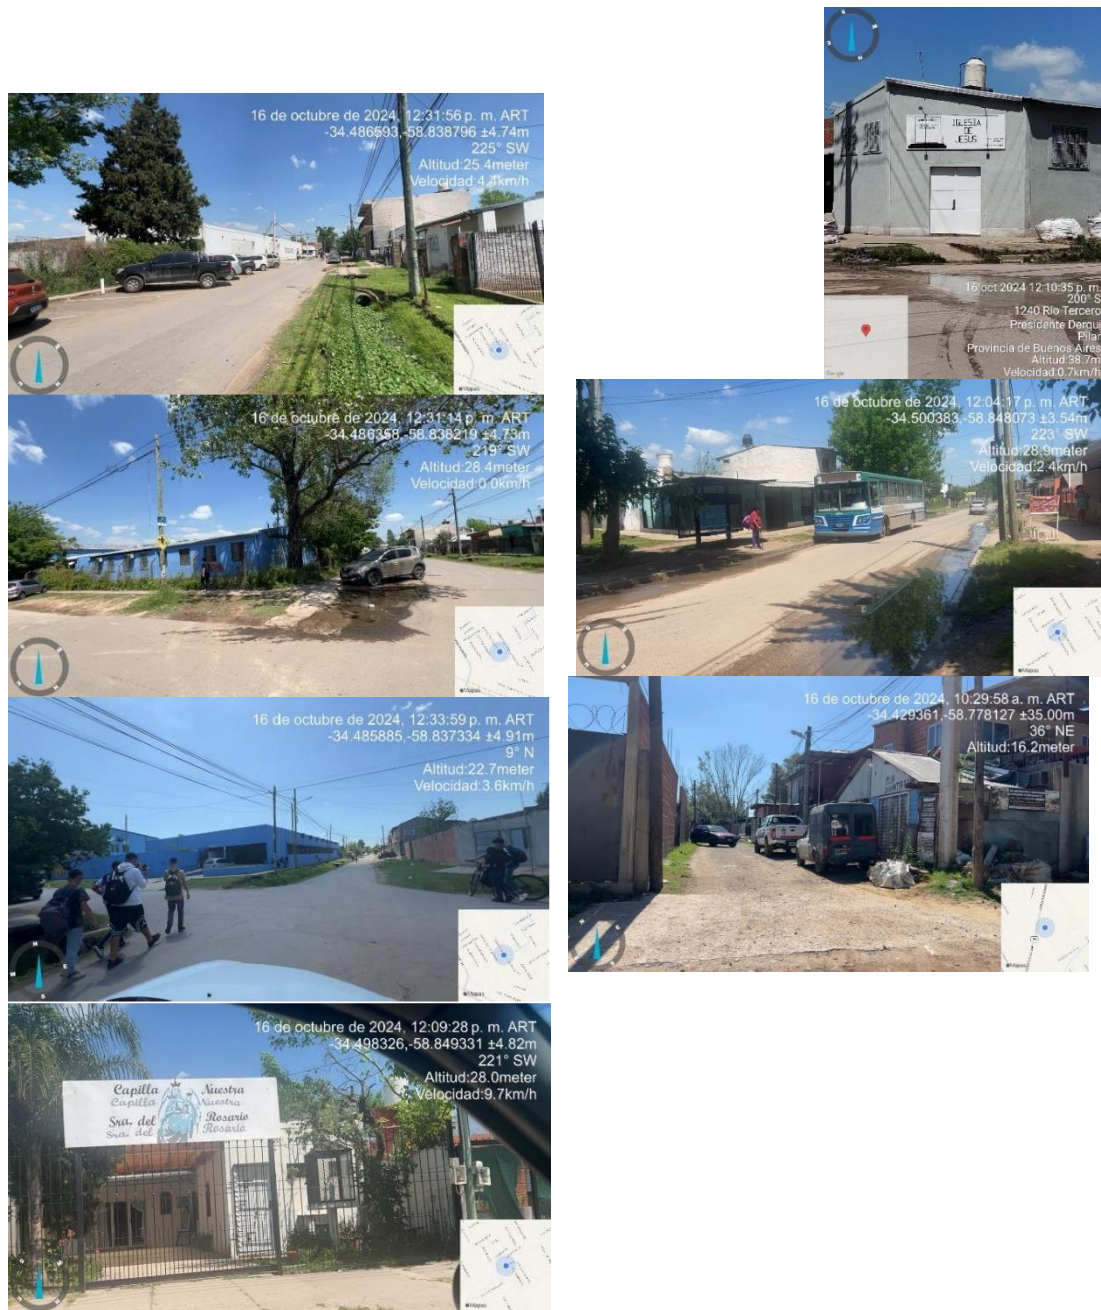 16 de octubre de 2024, 12:31:56 p. m. ART
-34.486593,-58.838796 ±4.74m
225° SW
Altitud:25.4meter
Velocidad:4.4km/h
Mapas
IGLESIA
DE
JESUS
16 oct 2024 12:10:35 p. m.
200° S
1240 Río Tercero
Presidente Derqui
Pilar
Provincia de Buenos Aires
Altitud:38.7m
Velocidad:0.7km/h
Google
16 de octubre de 2024, 12:31:14 p. m. ART
-34.486358,-58.838219 ±4.73m
219° SW
Altitud:28.4meter
Velocidad:0.0km/h
Mapas
16 de octubre de 2024, 12:04:17 p. m. ART
-34.500383,-58.848073 ±3.54m
223° SW
Altitud:28.9meter
Velocidad:2.4km/h
Mapas
16 de octubre de 2024, 12:33:59 p. m. ART
-34.485885,-58.837334 ±4.91m
9° N
Altitud:22.7meter
Velocidad:3.6km/h
Mapas
16 de octubre de 2024, 10:29:58 a. m. ART
-34.429361,-58.778127 ±35.00m
36° NE
Altitud:16.2meter
Mapas
16 de octubre de 2024, 12:09:28 p. m. ART
-34.498326,-58.849331 ±4.82m
221° SW
Altitud:28.0meter
Velocidad:9.7km/h
Capilla Nuestra
Sra. del Rosario
Mapas